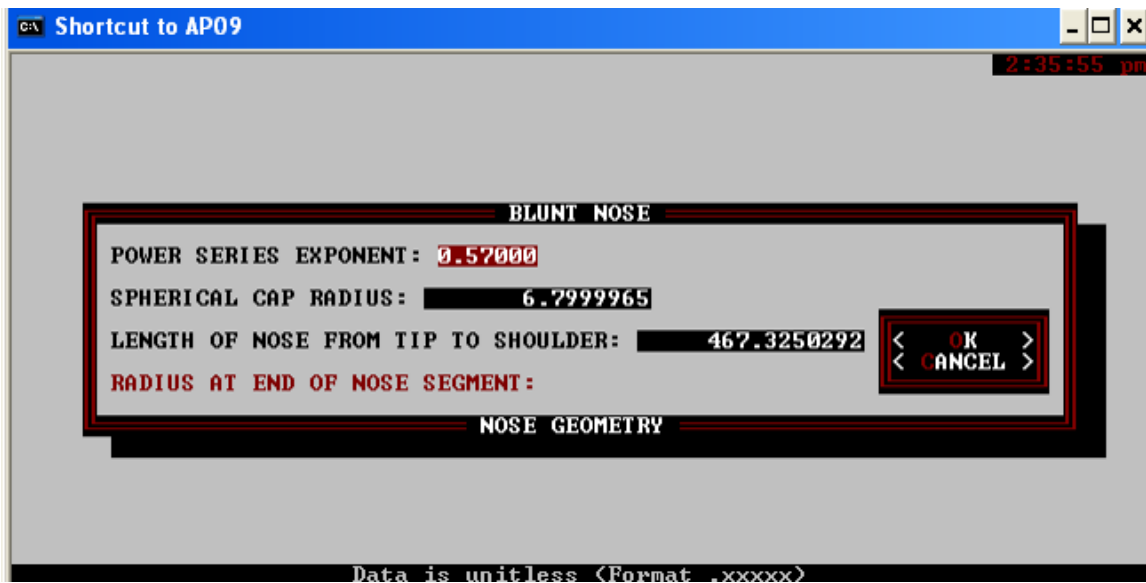 Shortcut to AP09
2:35:55 pm
BLUNT NOSE
POWER SERIES EXPONENT: 0.57000
SPHERICAL CAP RADIUS: 6.7999965
LENGTH OF NOSE FROM TIP TO SHOULDER: 467.3250292
RADIUS AT END OF NOSE SEGMENT:
< OK >
< CANCEL >
NOSE GEOMETRY
Data is unitless (Format .xxxxx)